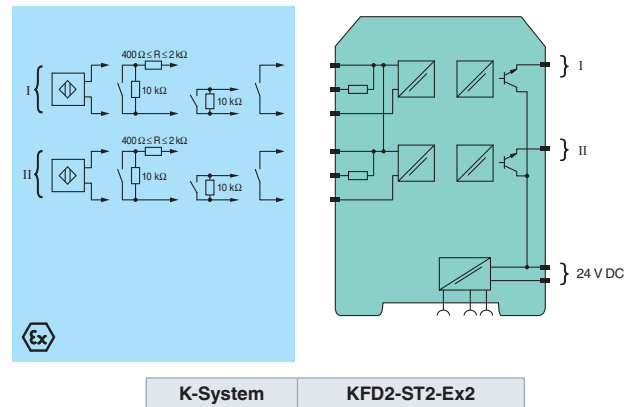 400 Ω ≤ R ≤ 2 kΩ
I
10 kΩ
10 kΩ
I
400 Ω ≤ R ≤ 2 kΩ
II
10 kΩ
10 kΩ
II
24 V DC
Ex
K-System KFD2-ST2-Ex2